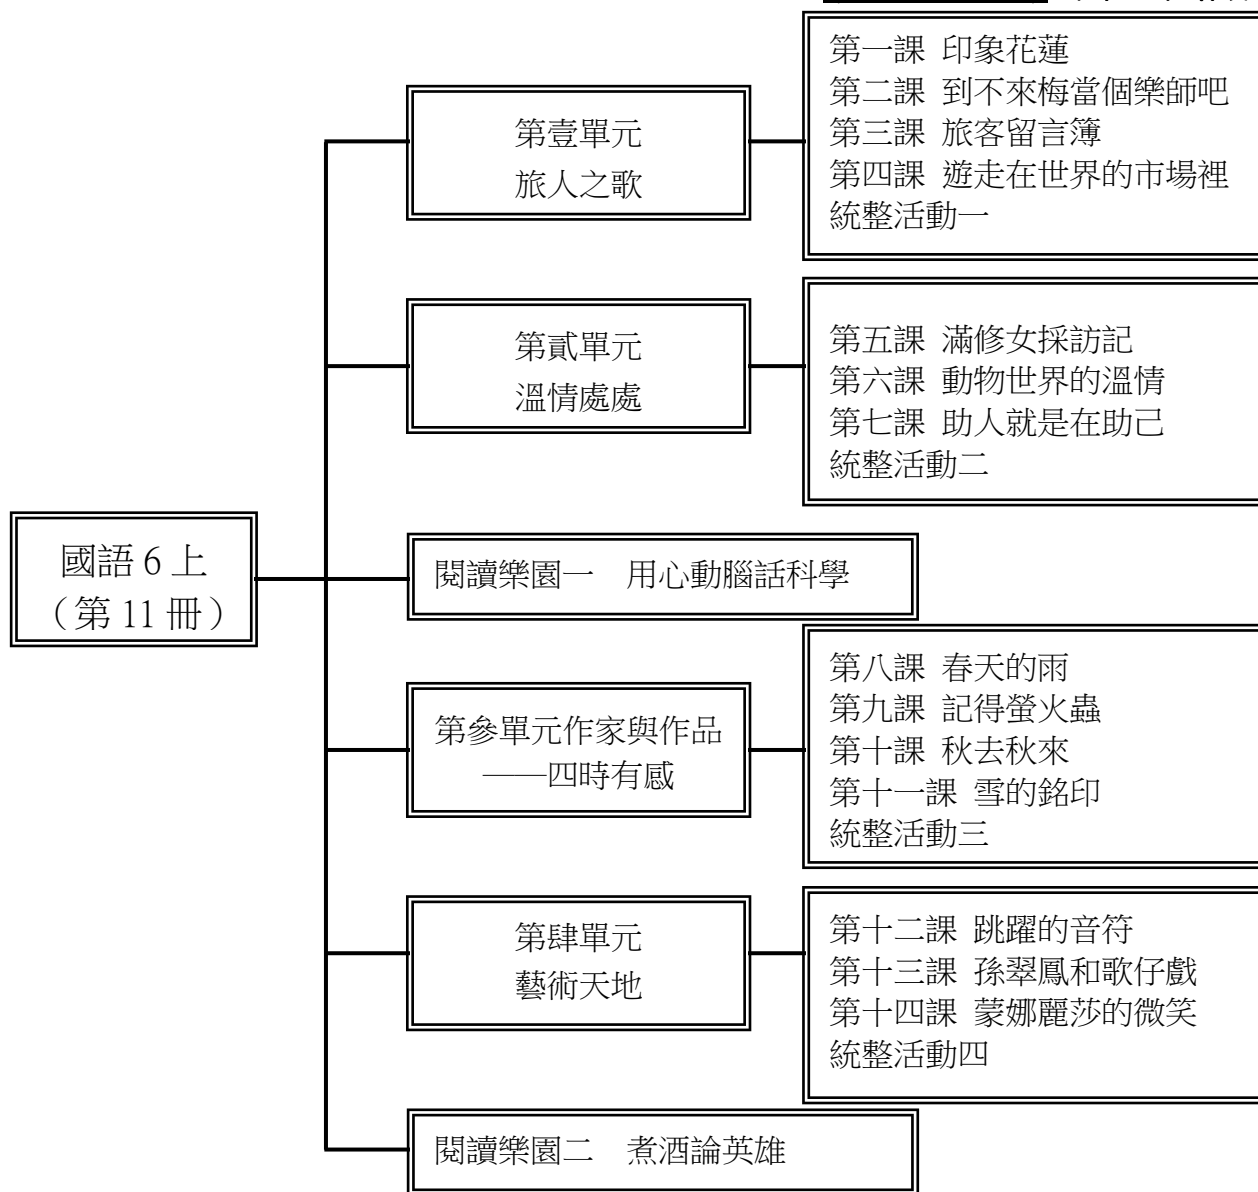 第一課 印象花蓮
第二課 到不來梅當個樂師吧
第三課 旅客留言簿
第四課 遊走在世界的市場裡
統整活動一
第壹單元
旅人之歌
第五課 滿修女採訪記
第六課 動物世界的溫情
第七課 助人就是在助己
統整活動二
第貳單元
溫情處處
國語 6 上
（第 11 冊）
閱讀樂園一　用心動腦話科學
第八課 春天的雨
第九課 記得螢火蟲
第十課 秋去秋來
第十一課 雪的銘印
統整活動三
第參單元作家與作品
——四時有感
第十二課 跳躍的音符
第十三課 孫翠鳳和歌仔戲
第十四課 蒙娜麗莎的微笑
統整活動四
第肆單元
藝術天地
閱讀樂園二　煮酒論英雄